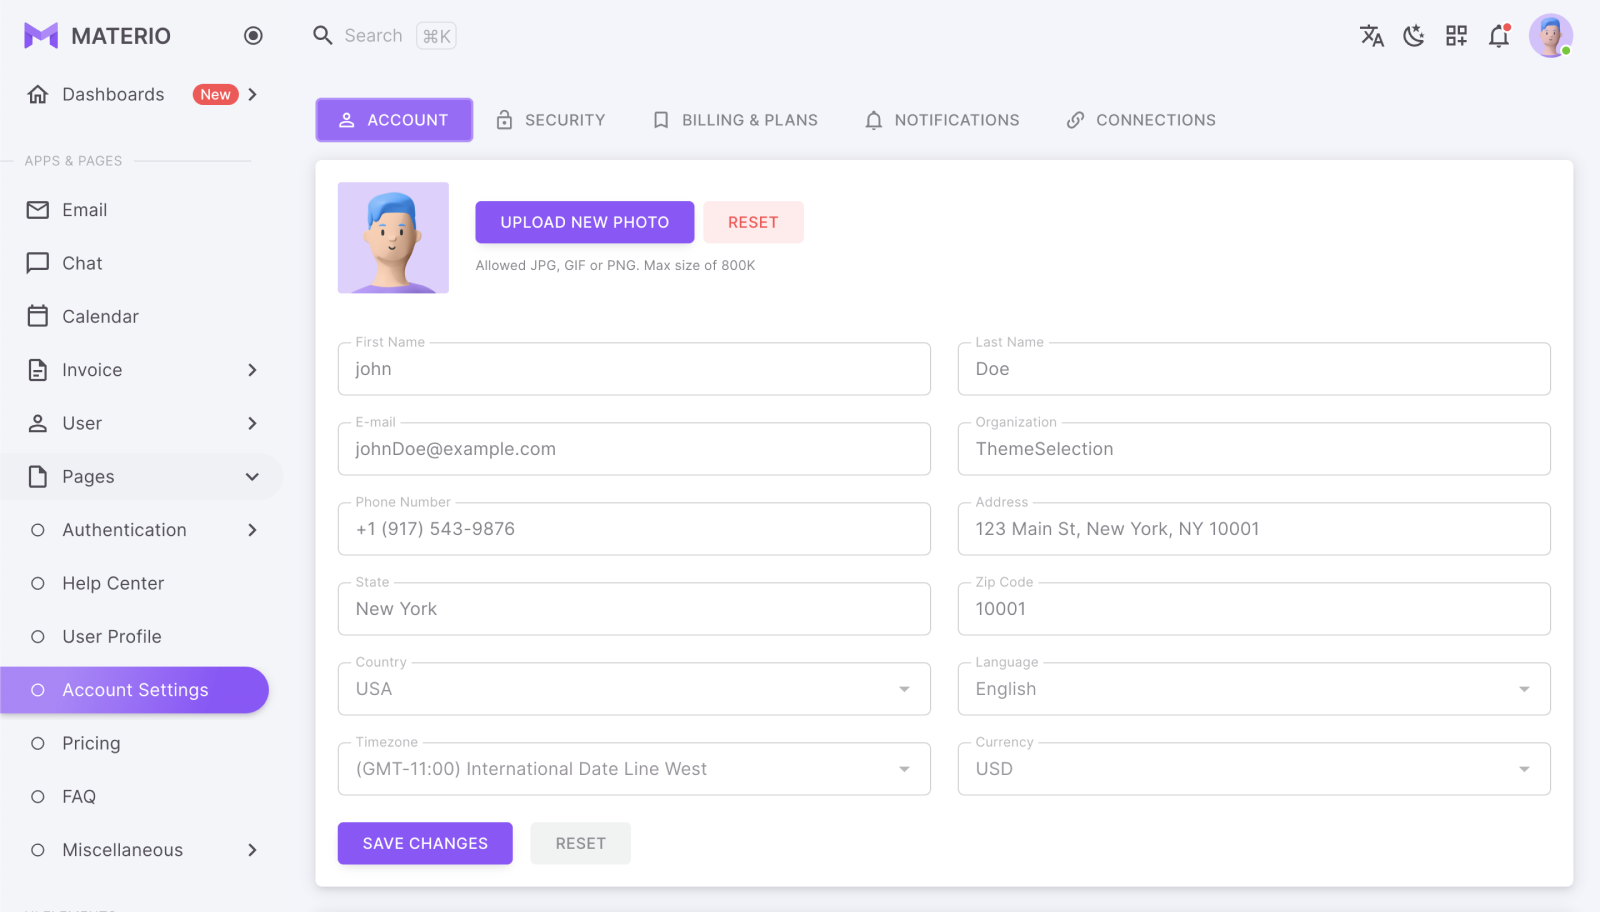 MATERIO
Search ⌘K
Dashboards New
APPS & PAGES
Email
Chat
Calendar
Invoice
User
Pages
Authentication
Help Center
User Profile
Account Settings
Pricing
FAQ
Miscellaneous
ACCOUNT SECURITY BILLING & PLANS NOTIFICATIONS CONNECTIONS
UPLOAD NEW PHOTO RESET
Allowed JPG, GIF or PNG. Max size of 800K
First Name
john
Last Name
Doe
E-mail
johnDoe@example.com
Organization
ThemeSelection
Phone Number
+1 (917) 543-9876
Address
123 Main St, New York, NY 10001
State
New York
Zip Code
10001
Country
USA
Language
English
Timezone
(GMT-11:00) International Date Line West
Currency
USD
SAVE CHANGES RESET